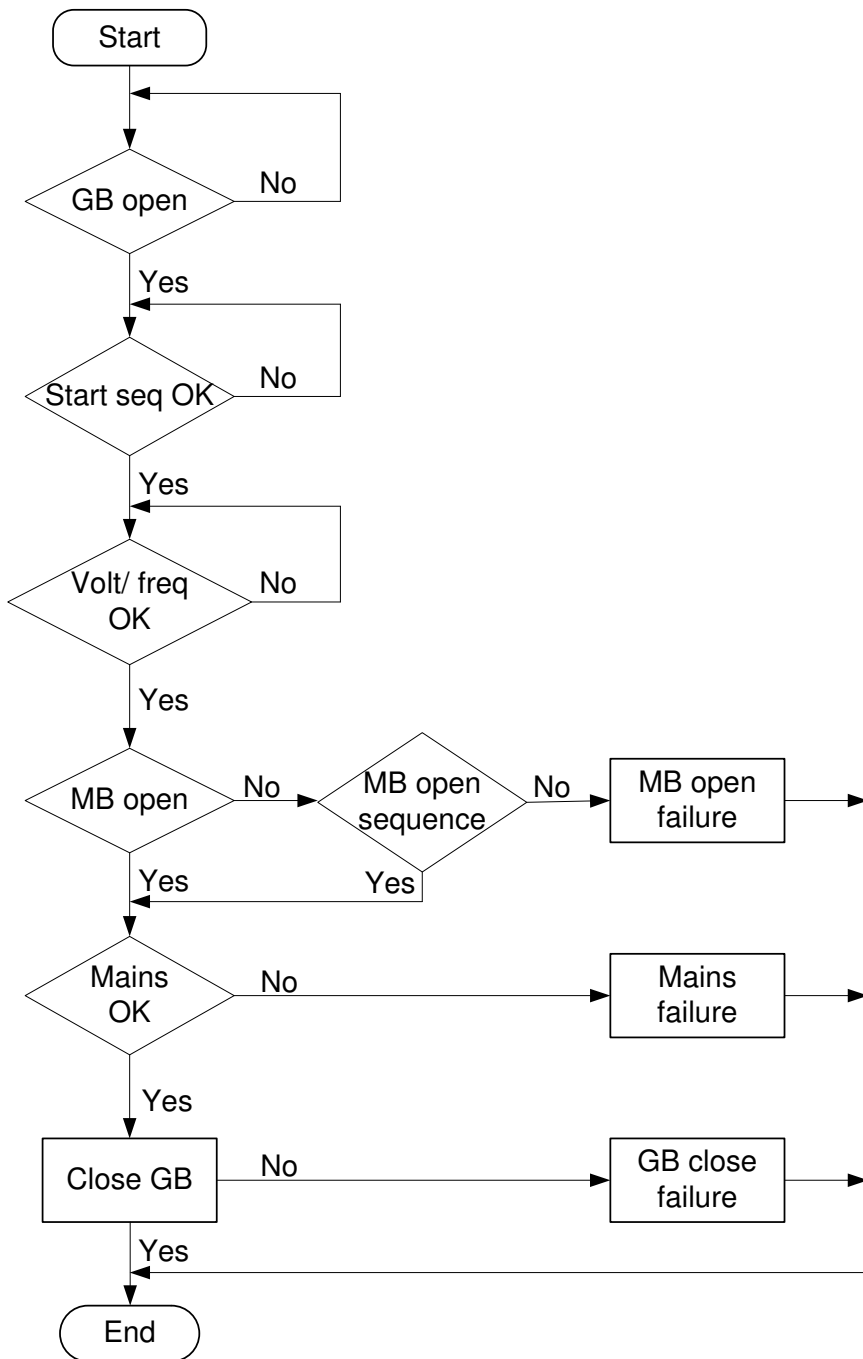 Start
GB open
No
Yes
Start seq OK
No
Yes
Volt/ freq
OK
No
Yes
MB open
No
MB open
sequence
No
MB open
failure
Yes
Yes
Mains
OK
No
Mains
failure
Yes
Close GB
No
GB close
failure
Yes
End